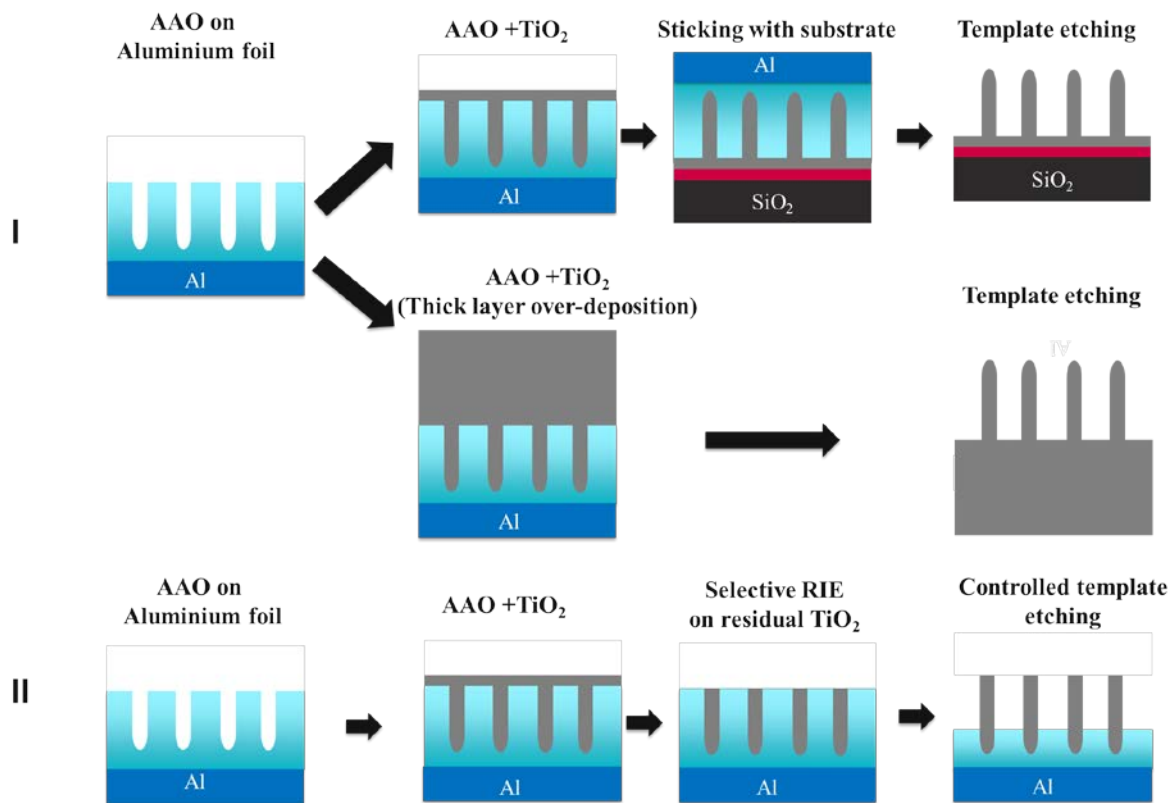 AAO on
Aluminium foil
AAO +TiO₂
Sticking with substrate
Template etching
Al
Al
Al
SiO₂
SiO₂
I
AAO +TiO₂
(Thick layer over-deposition)
Template etching
Al
Al
AAO on
Aluminium foil
AAO +TiO₂
Selective RIE
on residual TiO₂
Controlled template
etching
II
Al
Al
Al
Al